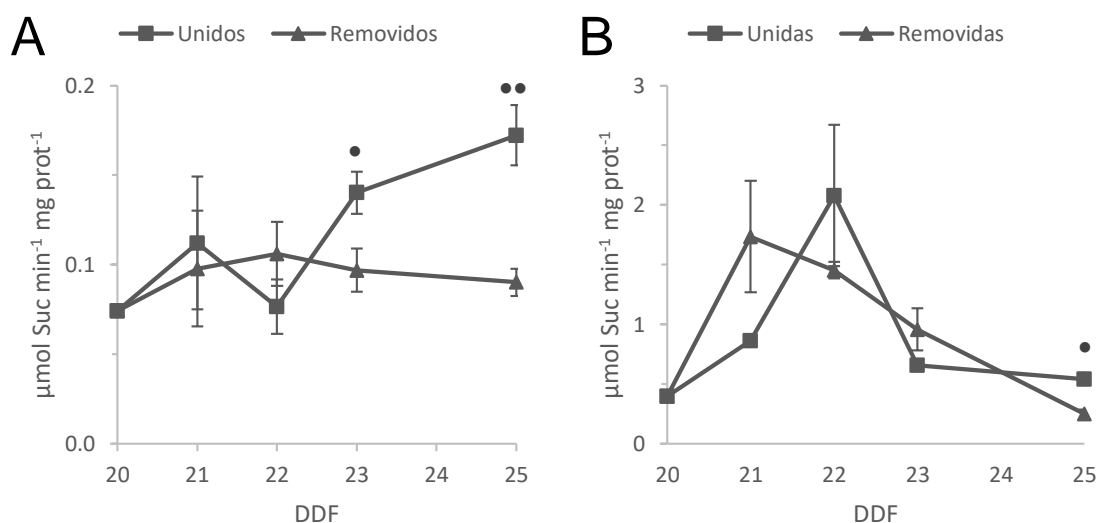 A
Unidos Removidos
0.2
0.1
0.0
µmol Suc min⁻¹ mg prot⁻¹
20 21 22 23 24 25
DDF
B
Unidas Removidas
3
2
1
0
µmol Suc min⁻¹ mg prot⁻¹
20 21 22 23 24 25
DDF